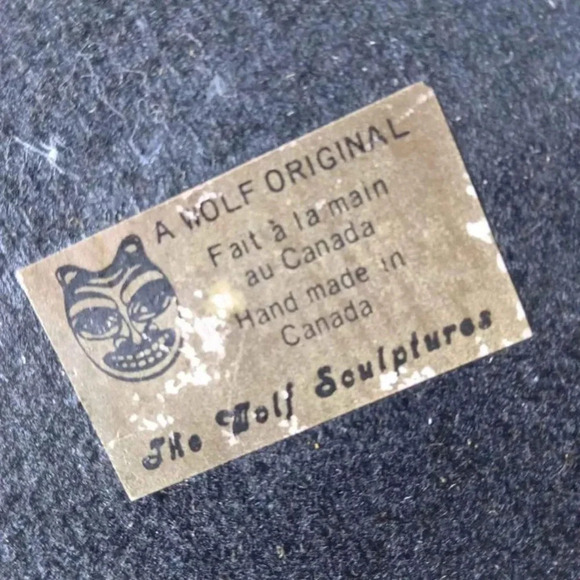 A WOLF ORIGINAL
Fait à la main
au Canada
Hand made in
Canada
The Wolf Sculptures